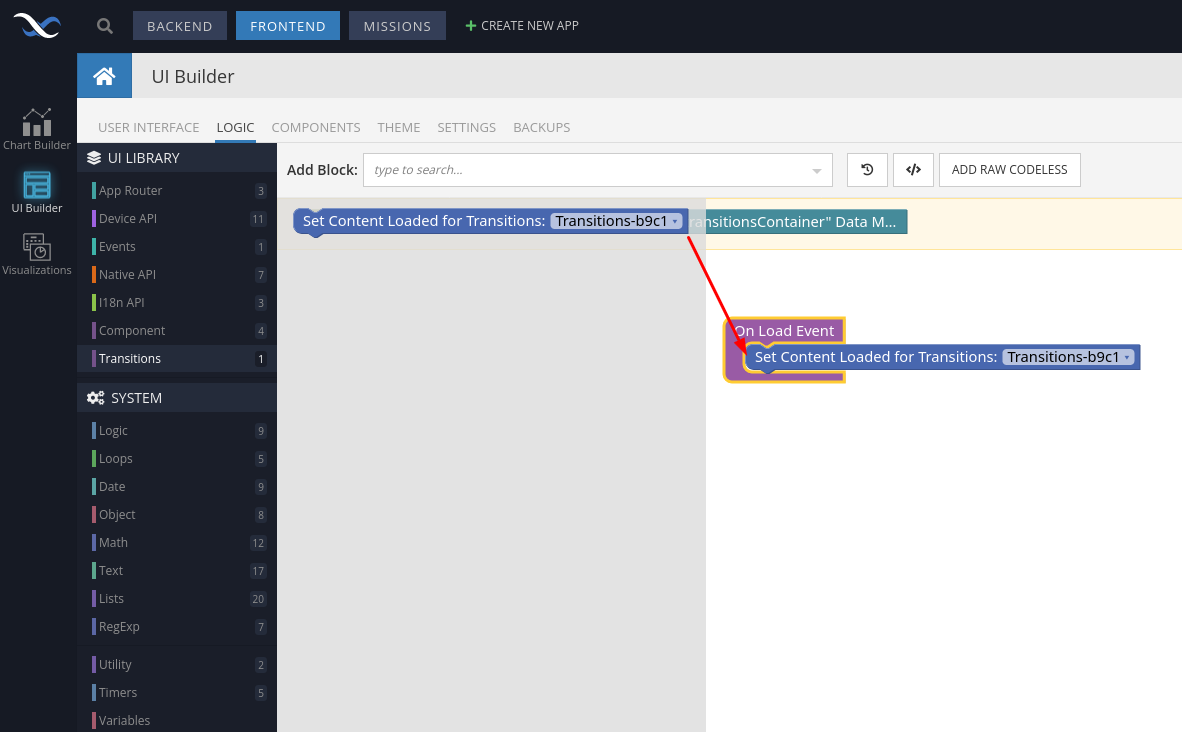 BACKEND FRONTEND MISSIONS + CREATE NEW APP
UI Builder
USER INTERFACE LOGIC COMPONENTS THEME SETTINGS BACKUPS
Chart Builder
UI Builder
Visualizations
UI LIBRARY
App Router 3
Device API 11
Events 1
Native API 7
I18n API 3
Component 4
Transitions 1
SYSTEM
Logic 9
Loops 5
Date 9
Object 8
Math 12
Text 17
Lists 20
RegExp 7
Utility 2
Timers 5
Variables
Add Block: type to search... </> ADD RAW CODELESS
Set Content Loaded for Transitions: Transitions-b9c1 ansitionsContainer" Data M...
On Load Event
Set Content Loaded for Transitions: Transitions-b9c1